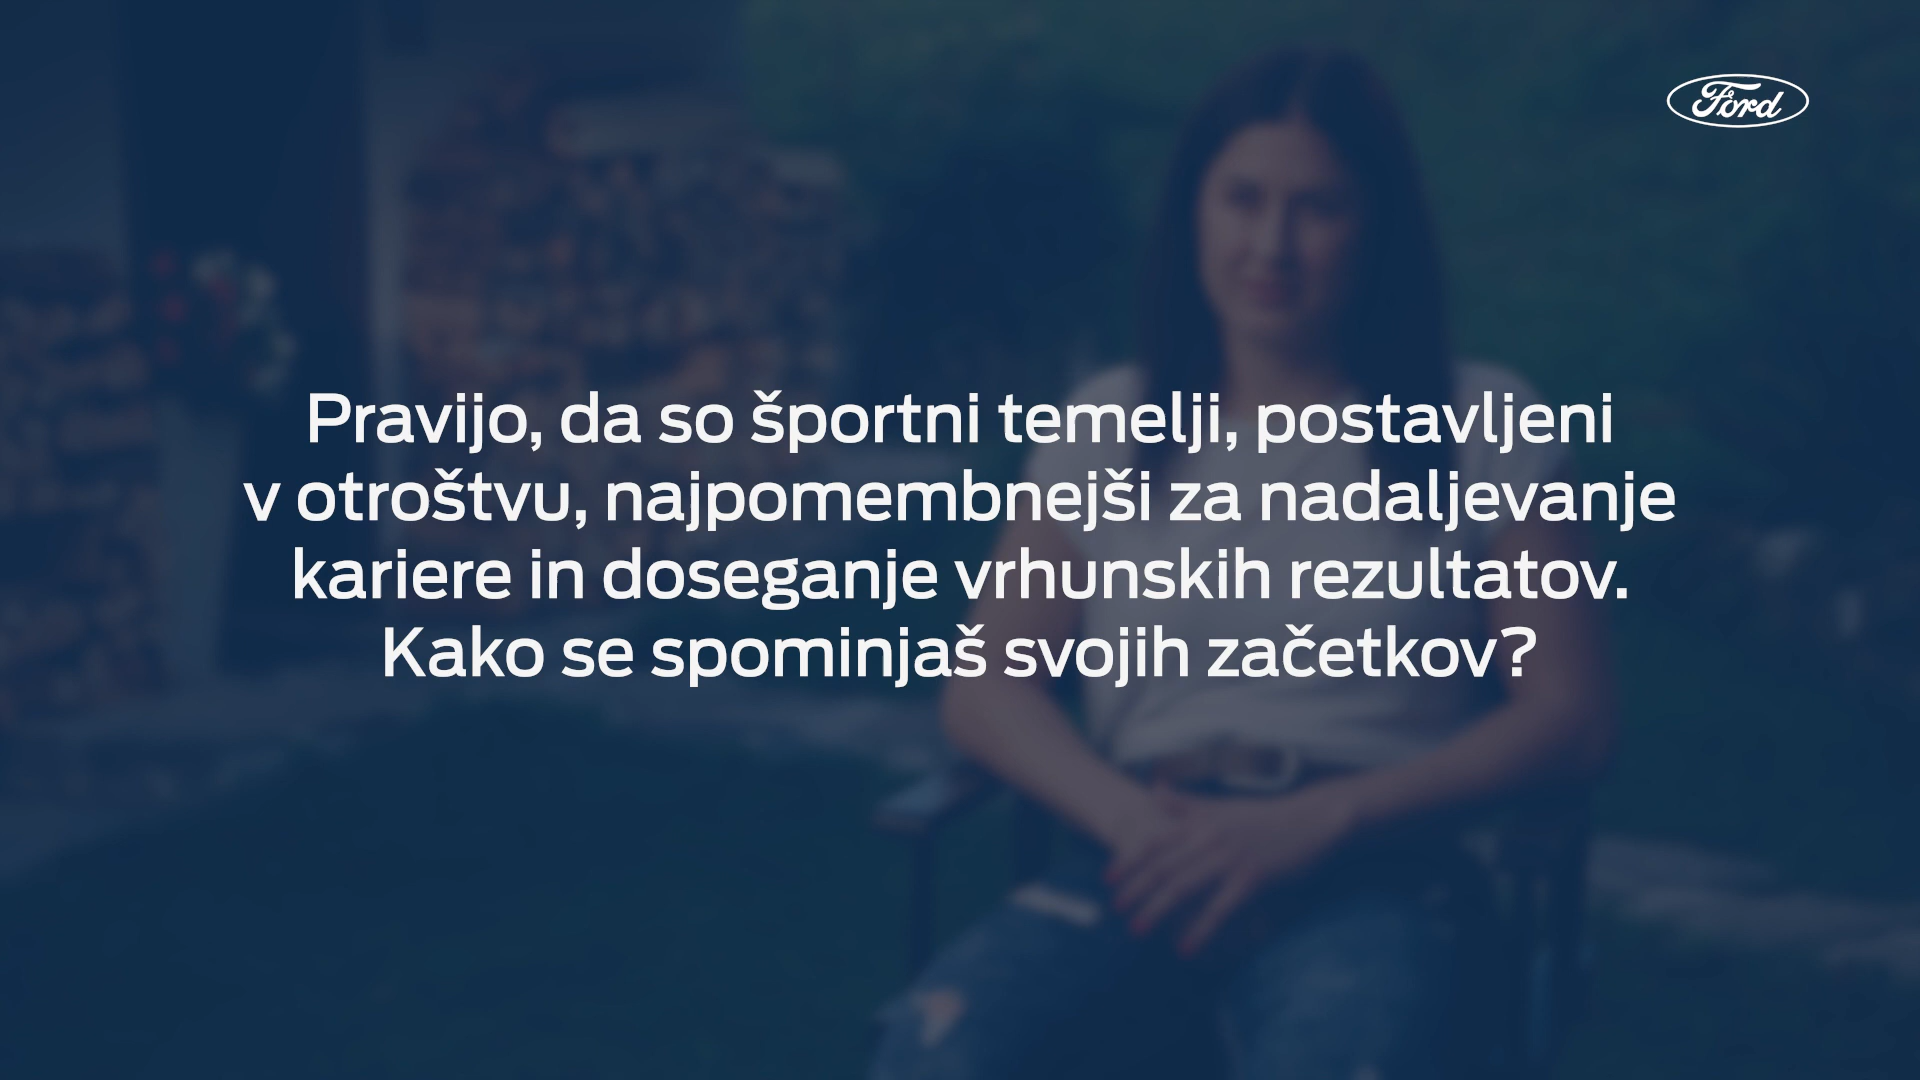 Ford
Pravijo, da so športni temelji, postavljeni
v otroštvu, najpomembnejši za nadaljevanje
kariere in doseganje vrhunskih rezultatov.
Kako se spominjaš svojih začetkov?